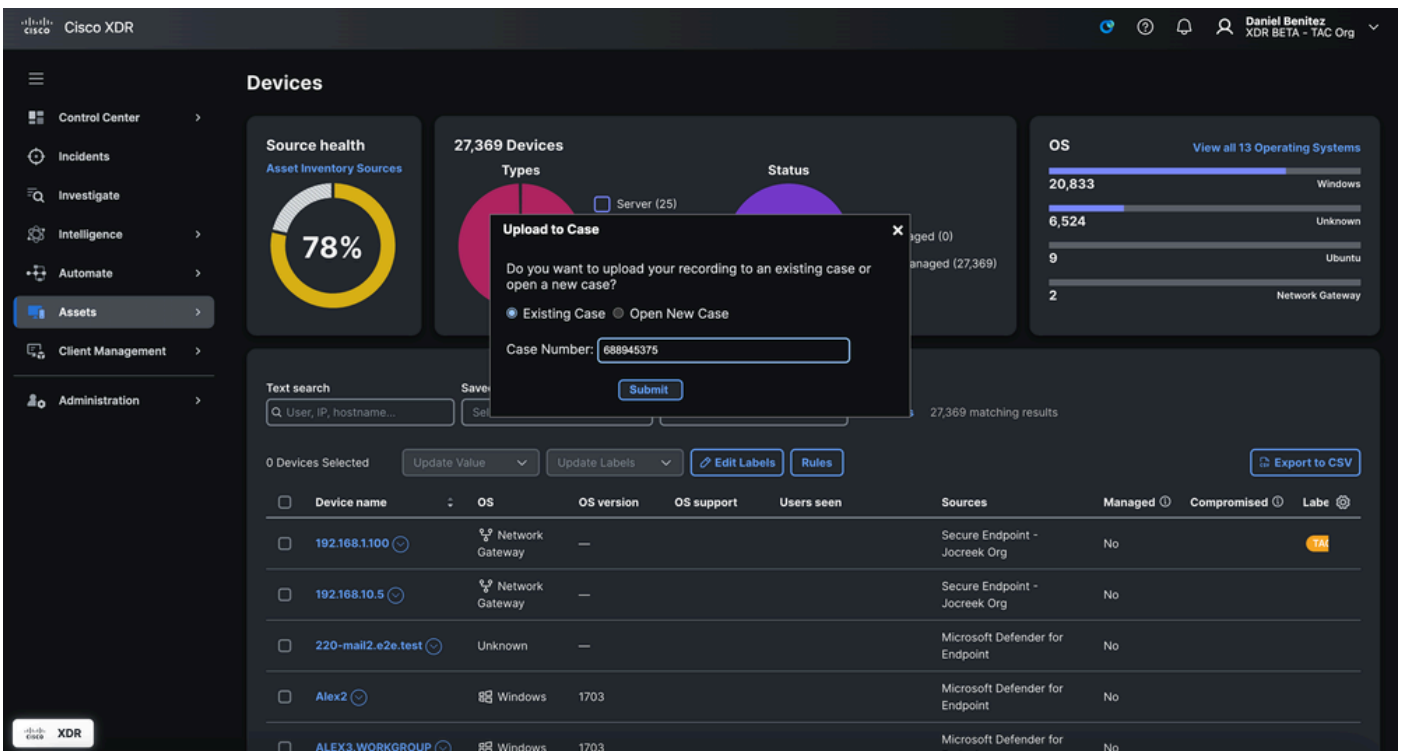 cisco Cisco XDR
Daniel Benitez
XDR BETA - TAC Org
Control Center
Incidents
Investigate
Intelligence
Automate
Assets
Client Management
Administration
cisco XDR
Devices
Source health
Asset Inventory Sources
78%
27,369 Devices
Types
Server (25)
Status
aged (0)
anaged (27,369)
OS
View all 13 Operating Systems
20,833 Windows
6,524 Unknown
9 Ubuntu
2 Network Gateway
Upload to Case
Do you want to upload your recording to an existing case or
open a new case?
Existing Case Open New Case
Case Number: 688945375
Submit
Text search
Save
User, IP, hostname...
Sel
27,369 matching results
0 Devices Selected Update Value Update Labels Edit Labels Rules Export to CSV
Device name OS OS version OS support Users seen Sources Managed Compromised Labe
192.168.1.100 Network Gateway — Secure Endpoint - Jocreek Org No TAC
192.168.10.5 Network Gateway — Secure Endpoint - Jocreek Org No
220-mail2.e2e.test Unknown — Microsoft Defender for Endpoint No
Alex2 Windows 1703 Microsoft Defender for Endpoint No
ALEX3.WORKGROUP Windows 1703 Microsoft Defender for No